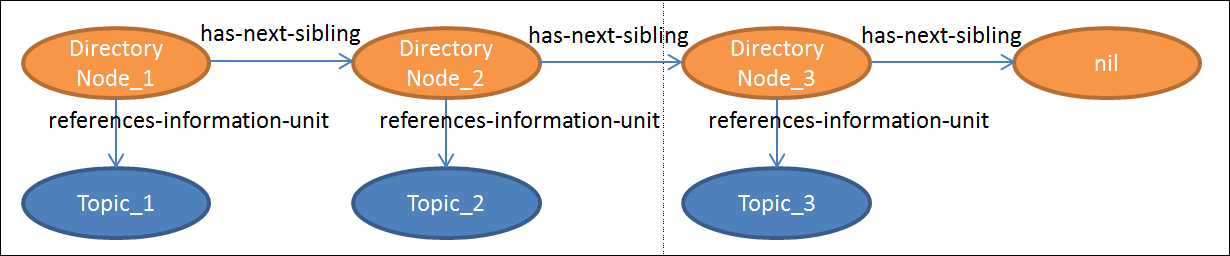 has-next-sibling
has-next-sibling
has-next-sibling
Directory
Node_1
Directory
Node_2
Directory
Node_3
nil
references-information-unit
references-information-unit
references-information-unit
Topic_1
Topic_2
Topic_3